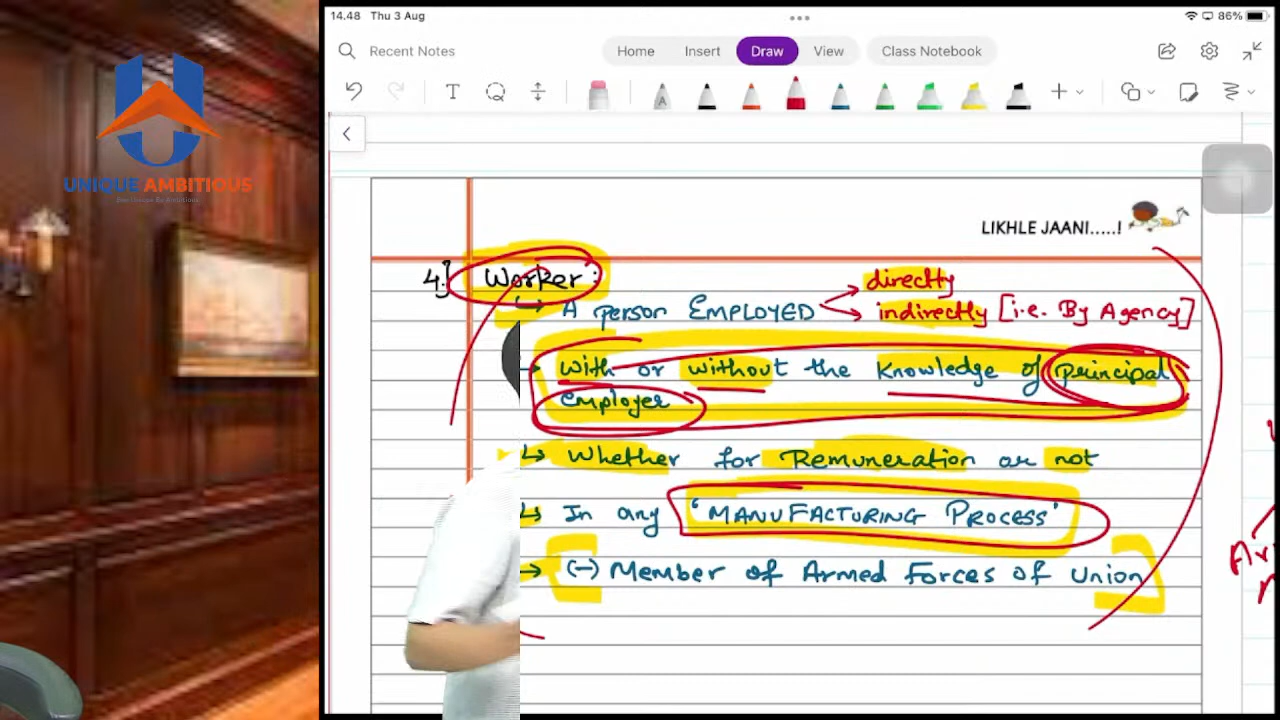 14.48 Thu 3 Aug
86%
Recent Notes
Home Insert Draw View Class Notebook
UNIQUE AMBITIOUS
LIKHLE JAANI.....!
4.] Worker :
directly
↳ A person EMPLOYED
indirectly [i.e. By Agency]
→ With or without the knowledge of principal
employer
↳ Whether for Remuneration or not
↳ In any 'MANUFACTURING PROCESS'
→ (-) Member of Armed Forces of Union